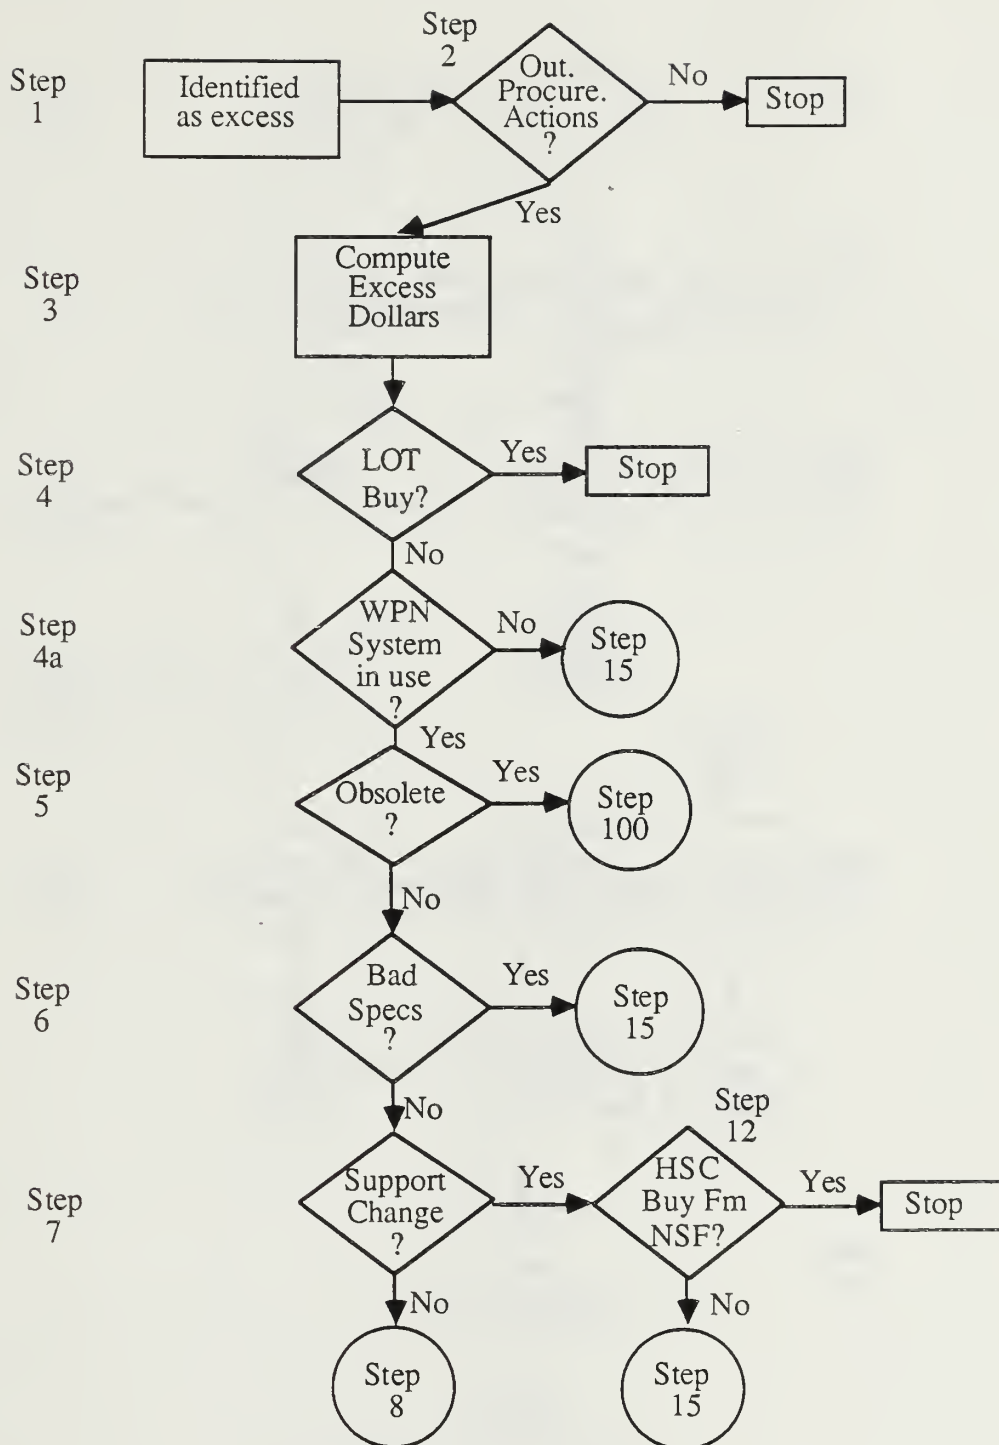 Step
1
Identified
as excess
Step
2
Out.
Procure.
Actions
?
No
Stop
Yes
Step
3
Compute
Excess
Dollars
Step
4
LOT
Buy?
Yes
Stop
No
Step
4a
WPN
System
in use
?
No
Step
15
Yes
Step
5
Obsolete
?
Yes
Step
100
No
Step
6
Bad
Specs
?
Yes
Step
15
No
Step
7
Support
Change
?
Yes
Step
12
HSC
Buy Fm
NSF?
Yes
Stop
No
Step
8
No
Step
15